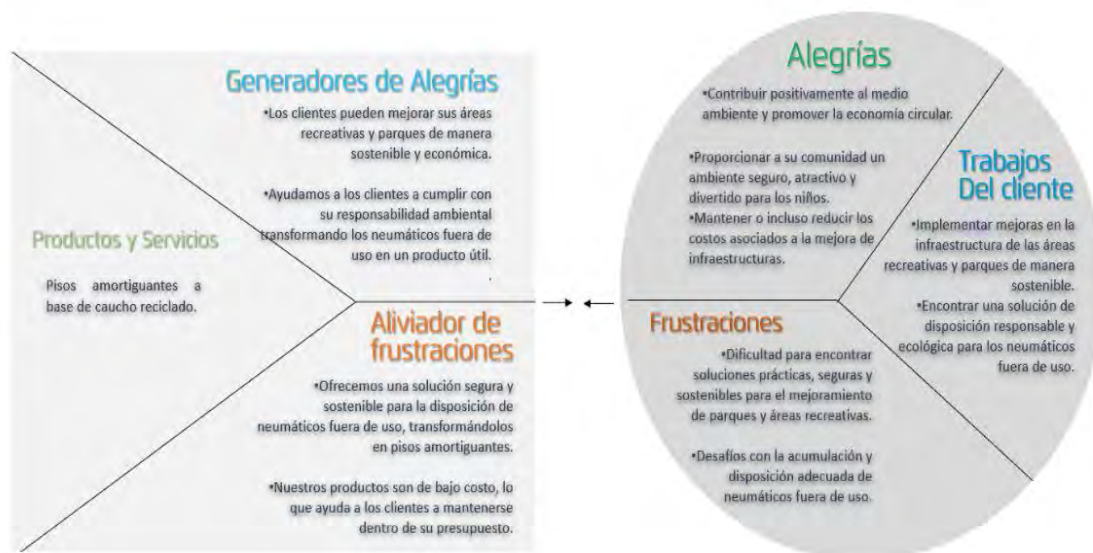 Generadores de Alegrías
•Los clientes pueden mejorar sus áreas
recreativas y parques de manera
sostenible y económica.
•Ayudamos a los clientes a cumplir con
su responsabilidad ambiental
transformando los neumáticos fuera de
uso en un producto útil.
.
Productos y Servicios
Pisos amortiguantes a
base de caucho reciclado.
Aliviador de
frustraciones
•Ofrecemos una solución segura y
sostenible para la disposición de
neumáticos fuera de uso, transformándolos
en pisos amortiguantes.
•Nuestros productos son de bajo costo, lo
que ayuda a los clientes a mantenerse
dentro de su presupuesto.
Alegrías
•Contribuir positivamente al medio
ambiente y promover la economía circular.
•Proporcionar a su comunidad un
ambiente seguro, atractivo y
divertido para los niños.
•Mantener o incluso reducir los
costos asociados a la mejora de
infraestructuras.
Trabajos
Del cliente
•Implementar mejoras en la
infraestructura de las áreas
recreativas y parques de manera
sostenible.
•Encontrar una solución de
disposición responsable y
ecológica para los neumáticos
fuera de uso.
Frustraciones
•Dificultad para encontrar
soluciones prácticas, seguras y
sostenibles para el mejoramiento
de parques y áreas recreativas.
•Desafíos con la acumulación y
disposición adecuada de
neumáticos fuera de uso.